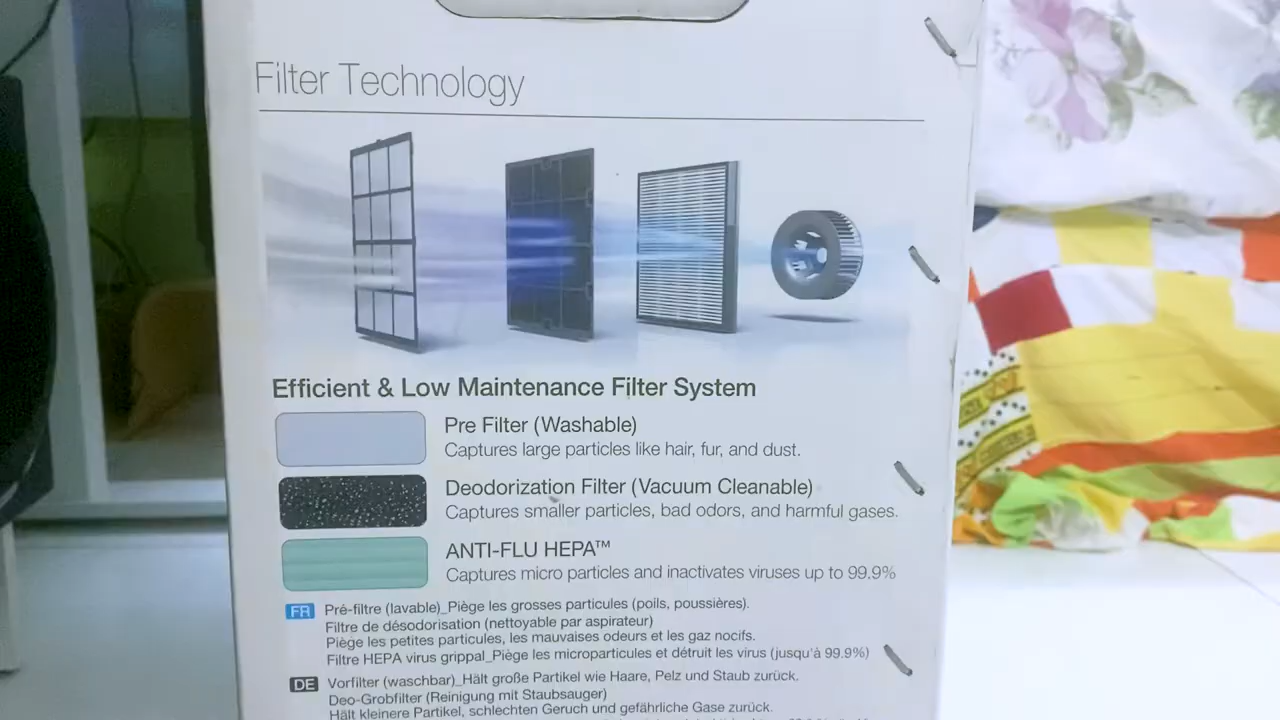 Filter Technology
Efficient & Low Maintenance Filter System
Pre Filter (Washable)
Captures large particles like hair, fur, and dust.
Deodorization Filter (Vacuum Cleanable)
Captures smaller particles, bad odors, and harmful gases.
ANTI-FLU HEPA™
Captures micro particles and inactivates viruses up to 99.9%
FR Pré-filtre (lavable)_Piège les grosses particules (poils, poussières).
Filtre de désodorisation (nettoyable par aspirateur)
Piège les petites particules, les mauvaises odeurs et les gaz nocifs.
Filtre HEPA virus grippal_Piège les microparticules et détruit les virus (jusqu'à 99.9%)
DE Vorfilter (waschbar)_Hält große Partikel wie Haare, Pelz und Staub zurück.
Deo-Grobfilter (Reinigung mit Staubsauger)
Hält kleinere Partikel, schlechten Geruch und gefährliche Gase zurück.